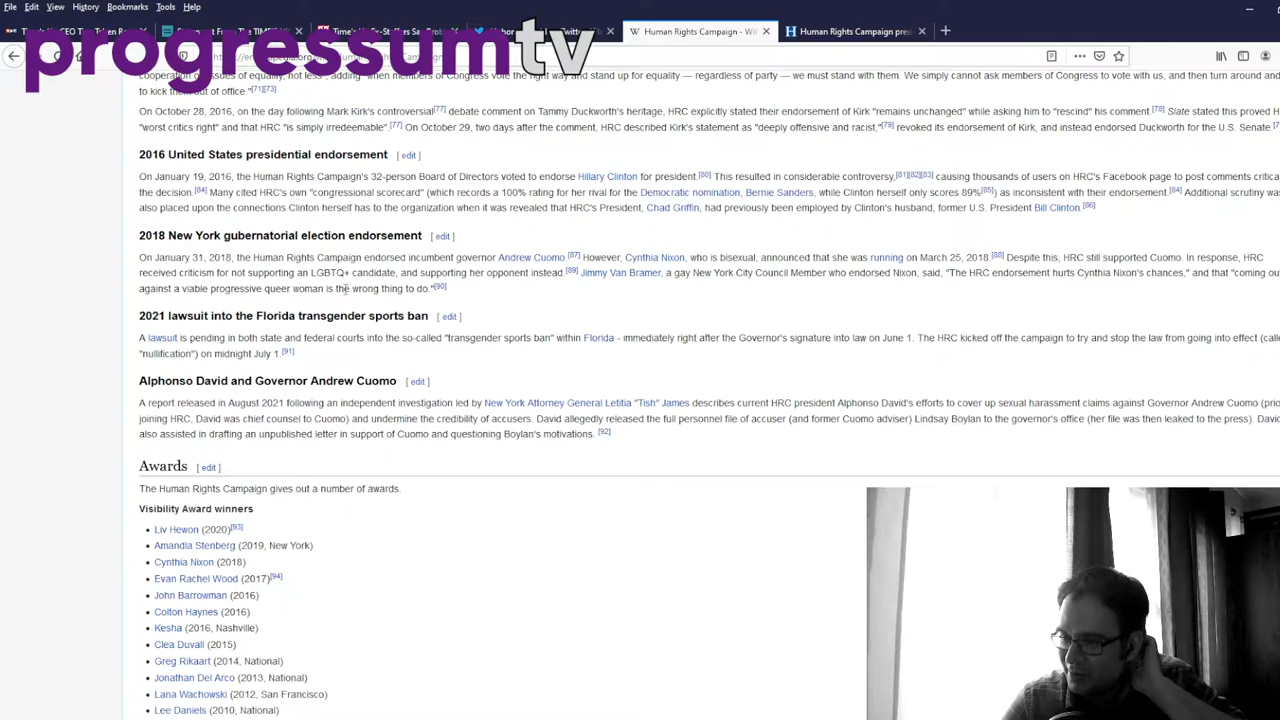 File Edit View History Bookmarks Tools Help
Human Rights Campaign - Wi
Human Rights Campaign pres
progressumtv
cooperation of issues of equality, not less", adding "when members of Congress vote the right way and stand up for equality — regardless of party — we must stand with them. We simply cannot ask members of Congress to vote with us, and then turn around and
to kick them out of office."[71][73]
On October 28, 2016, on the day following Mark Kirk's controversial[77] debate comment on Tammy Duckworth's heritage, HRC explicitly stated their endorsement of Kirk "remains unchanged" while asking him to "rescind" his comment.[78] Slate stated this proved H
"worst critics right" and that HRC "is simply irredeemable".[77] On October 29, two days after the comment, HRC described Kirk's statement as "deeply offensive and racist,"[79] revoked its endorsement of Kirk, and instead endorsed Duckworth for the U.S. Senate.
2016 United States presidential endorsement [ edit ]
On January 19, 2016, the Human Rights Campaign's 32-person Board of Directors voted to endorse Hillary Clinton for president.[80] This resulted in considerable controversy,[81][82][83] causing thousands of users on HRC's Facebook page to post comments critica
the decision.[84] Many cited HRC's own "congressional scorecard" (which records a 100% rating for her rival for the Democratic nomination, Bernie Sanders, while Clinton herself only scores 89%[85]) as inconsistent with their endorsement.[84] Additional scrutiny was
also placed upon the connections Clinton herself has to the organization when it was revealed that HRC's President, Chad Griffin, had previously been employed by Clinton's husband, former U.S. President Bill Clinton.[86]
2018 New York gubernatorial election endorsement [ edit ]
On January 31, 2018, the Human Rights Campaign endorsed incumbent governor Andrew Cuomo.[87] However, Cynthia Nixon, who is bisexual, announced that she was running on March 25, 2018.[88] Despite this, HRC still supported Cuomo. In response, HRC
received criticism for not supporting an LGBTQ+ candidate, and supporting her opponent instead.[89] Jimmy Van Bramer, a gay New York City Council Member who endorsed Nixon, said, "The HRC endorsement hurts Cynthia Nixon's chances," and that "coming ou
against a viable progressive queer woman is the wrong thing to do."[90]
2021 lawsuit into the Florida transgender sports ban [ edit ]
A lawsuit is pending in both state and federal courts into the so-called "transgender sports ban" within Florida - immediately right after the Governor's signature into law on June 1. The HRC kicked off the campaign to try and stop the law from going into effect (calle
"nullification") on midnight July 1.[91]
Alphonso David and Governor Andrew Cuomo [ edit ]
A report released in August 2021 following an independent investigation led by New York Attorney General Letitia "Tish" James describes current HRC president Alphonso David's efforts to cover up sexual harassment claims against Governor Andrew Cuomo (prio
joining HRC, David was chief counsel to Cuomo) and undermine the credibility of accusers. David allegedly released the full personnel file of accuser (and former Cuomo adviser) Lindsay Boylan to the governor's office (her file was then leaked to the press). David
also assisted in drafting an unpublished letter in support of Cuomo and questioning Boylan's motivations. [92]
Awards [ edit ]
The Human Rights Campaign gives out a number of awards.
Visibility Award winners
• Liv Hewon (2020)[93]
• Amandla Stenberg (2019, New York)
• Cynthia Nixon (2018)
• Evan Rachel Wood (2017)[94]
• John Barrowman (2016)
• Colton Haynes (2016)
• Kesha (2016, Nashville)
• Clea Duvall (2015)
• Greg Rikaart (2014, National)
• Jonathan Del Arco (2013, National)
• Lana Wachowski (2012, San Francisco)
• Lee Daniels (2010, National)